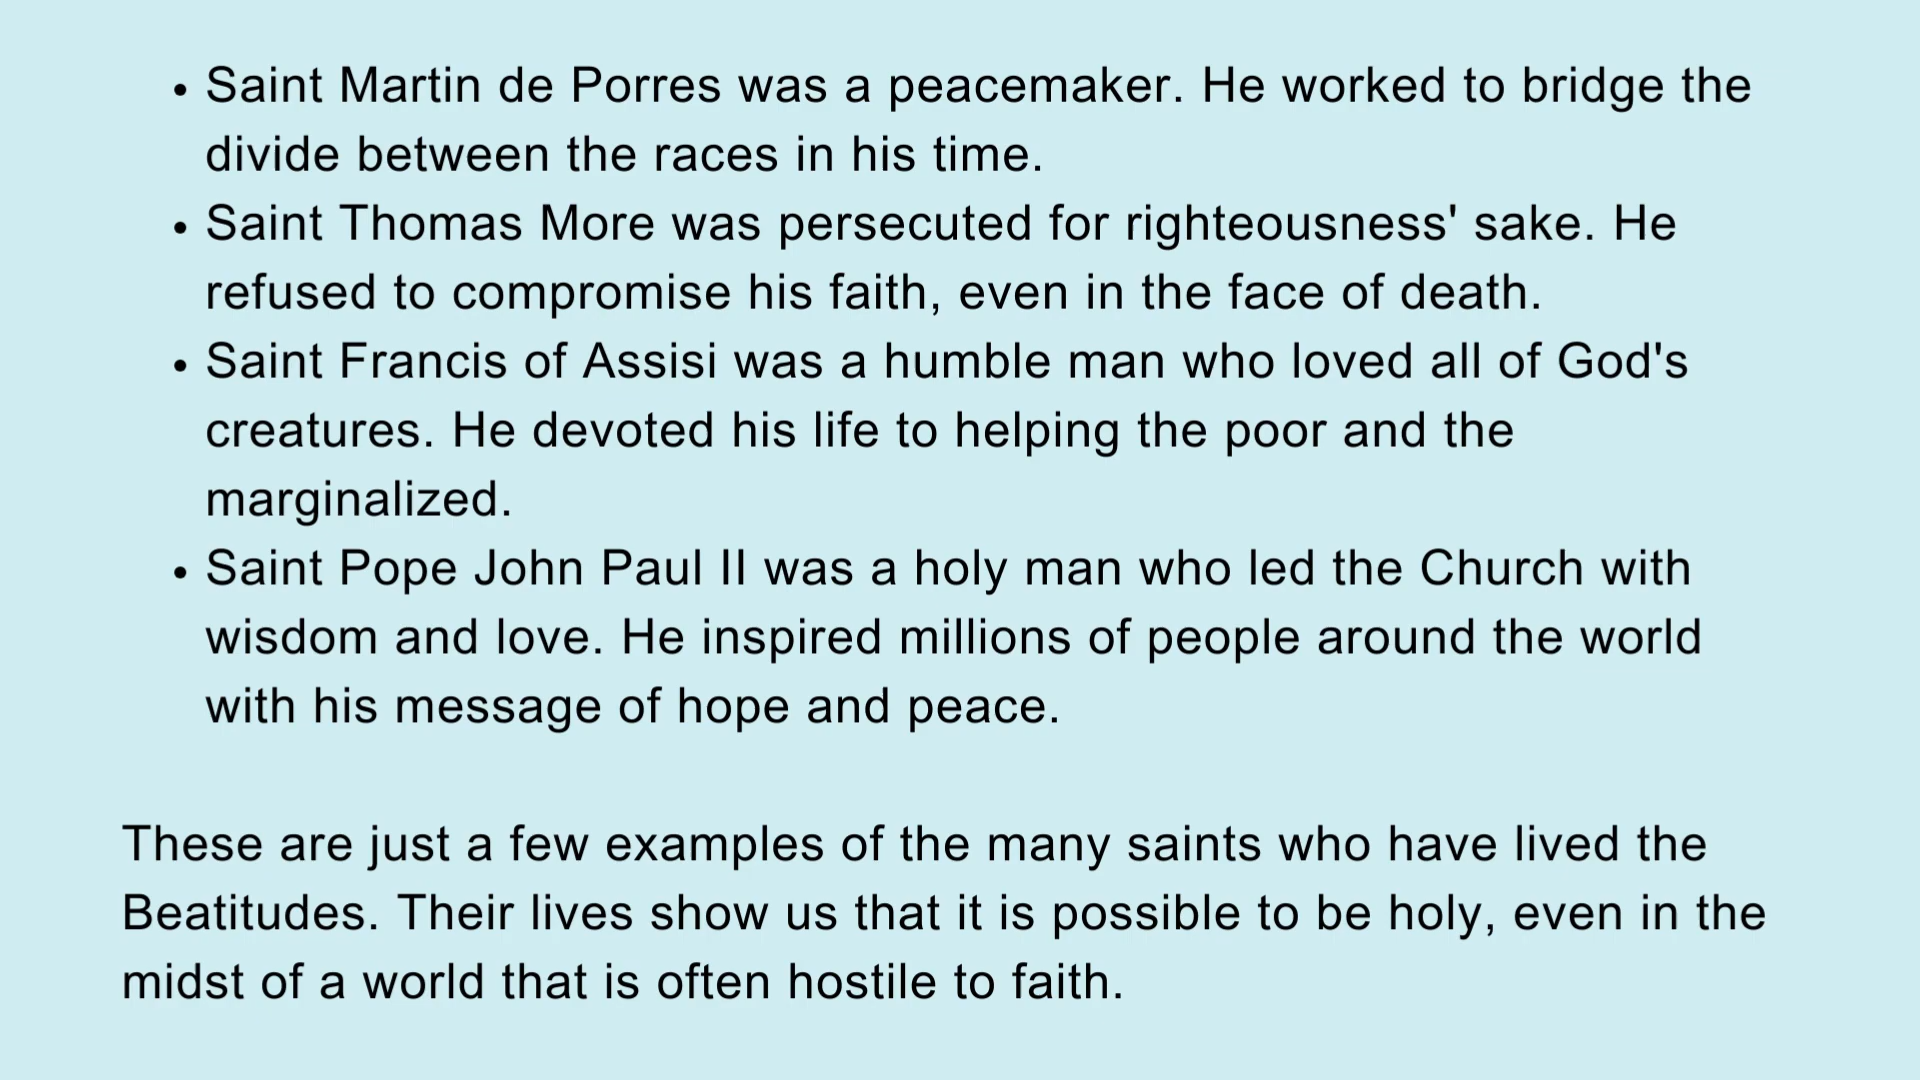 • Saint Martin de Porres was a peacemaker. He worked to bridge the
divide between the races in his time.
• Saint Thomas More was persecuted for righteousness' sake. He
refused to compromise his faith, even in the face of death.
• Saint Francis of Assisi was a humble man who loved all of God's
creatures. He devoted his life to helping the poor and the
marginalized.
• Saint Pope John Paul II was a holy man who led the Church with
wisdom and love. He inspired millions of people around the world
with his message of hope and peace.
These are just a few examples of the many saints who have lived the
Beatitudes. Their lives show us that it is possible to be holy, even in the
midst of a world that is often hostile to faith.